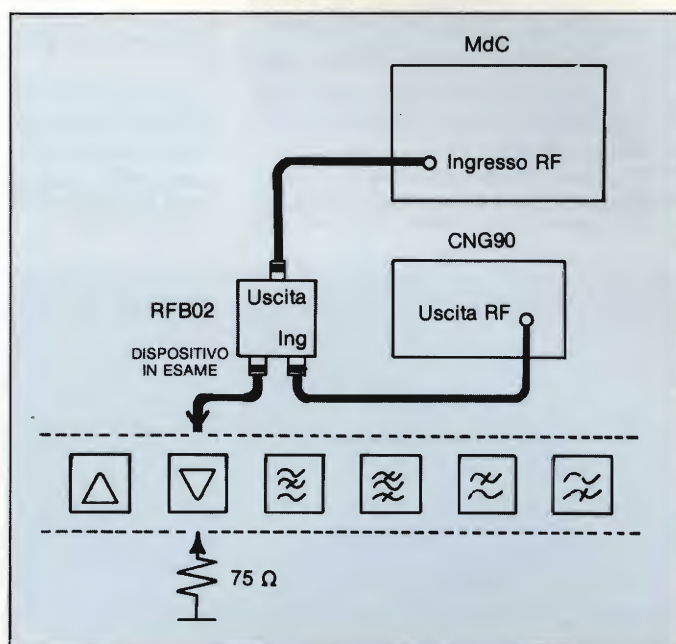 MdC
Ingresso RF
CNG90
Uscita RF
RFB02
Uscita
Ing
DISPOSITIVO
IN ESAME
75 Ω